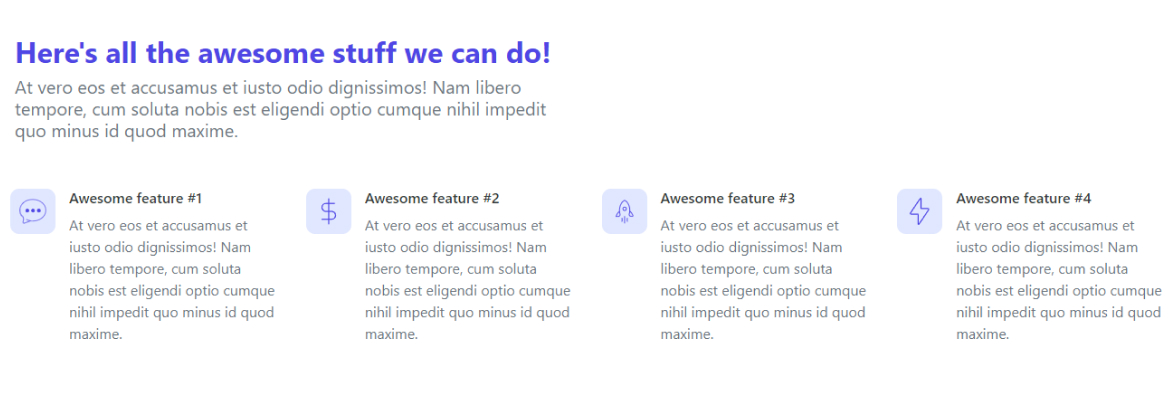 Here's all the awesome stuff we can do!
At vero eos et accusamus et iusto odio dignissimos! Nam libero
tempore, cum soluta nobis est eligendi optio cumque nihil impedit
quo minus id quod maxime.
Awesome feature #1
At vero eos et accusamus et
iusto odio dignissimos! Nam
libero tempore, cum soluta
nobis est eligendi optio cumque
nihil impedit quo minus id quod
maxime.
$
Awesome feature #2
At vero eos et accusamus et
iusto odio dignissimos! Nam
libero tempore, cum soluta
nobis est eligendi optio cumque
nihil impedit quo minus id quod
maxime.
Awesome feature #3
At vero eos et accusamus et
iusto odio dignissimos! Nam
libero tempore, cum soluta
nobis est eligendi optio cumque
nihil impedit quo minus id quod
maxime.
Awesome feature #4
At vero eos et accusamus et
iusto odio dignissimos! Nam
libero tempore, cum soluta
nobis est eligendi optio cumque
nihil impedit quo minus id quod
maxime.